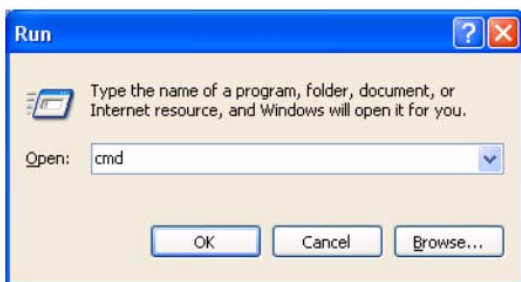 Run
Type the name of a program, folder, document, or
Internet resource, and Windows will open it for you.
Open: cmd
OK Cancel Browse...